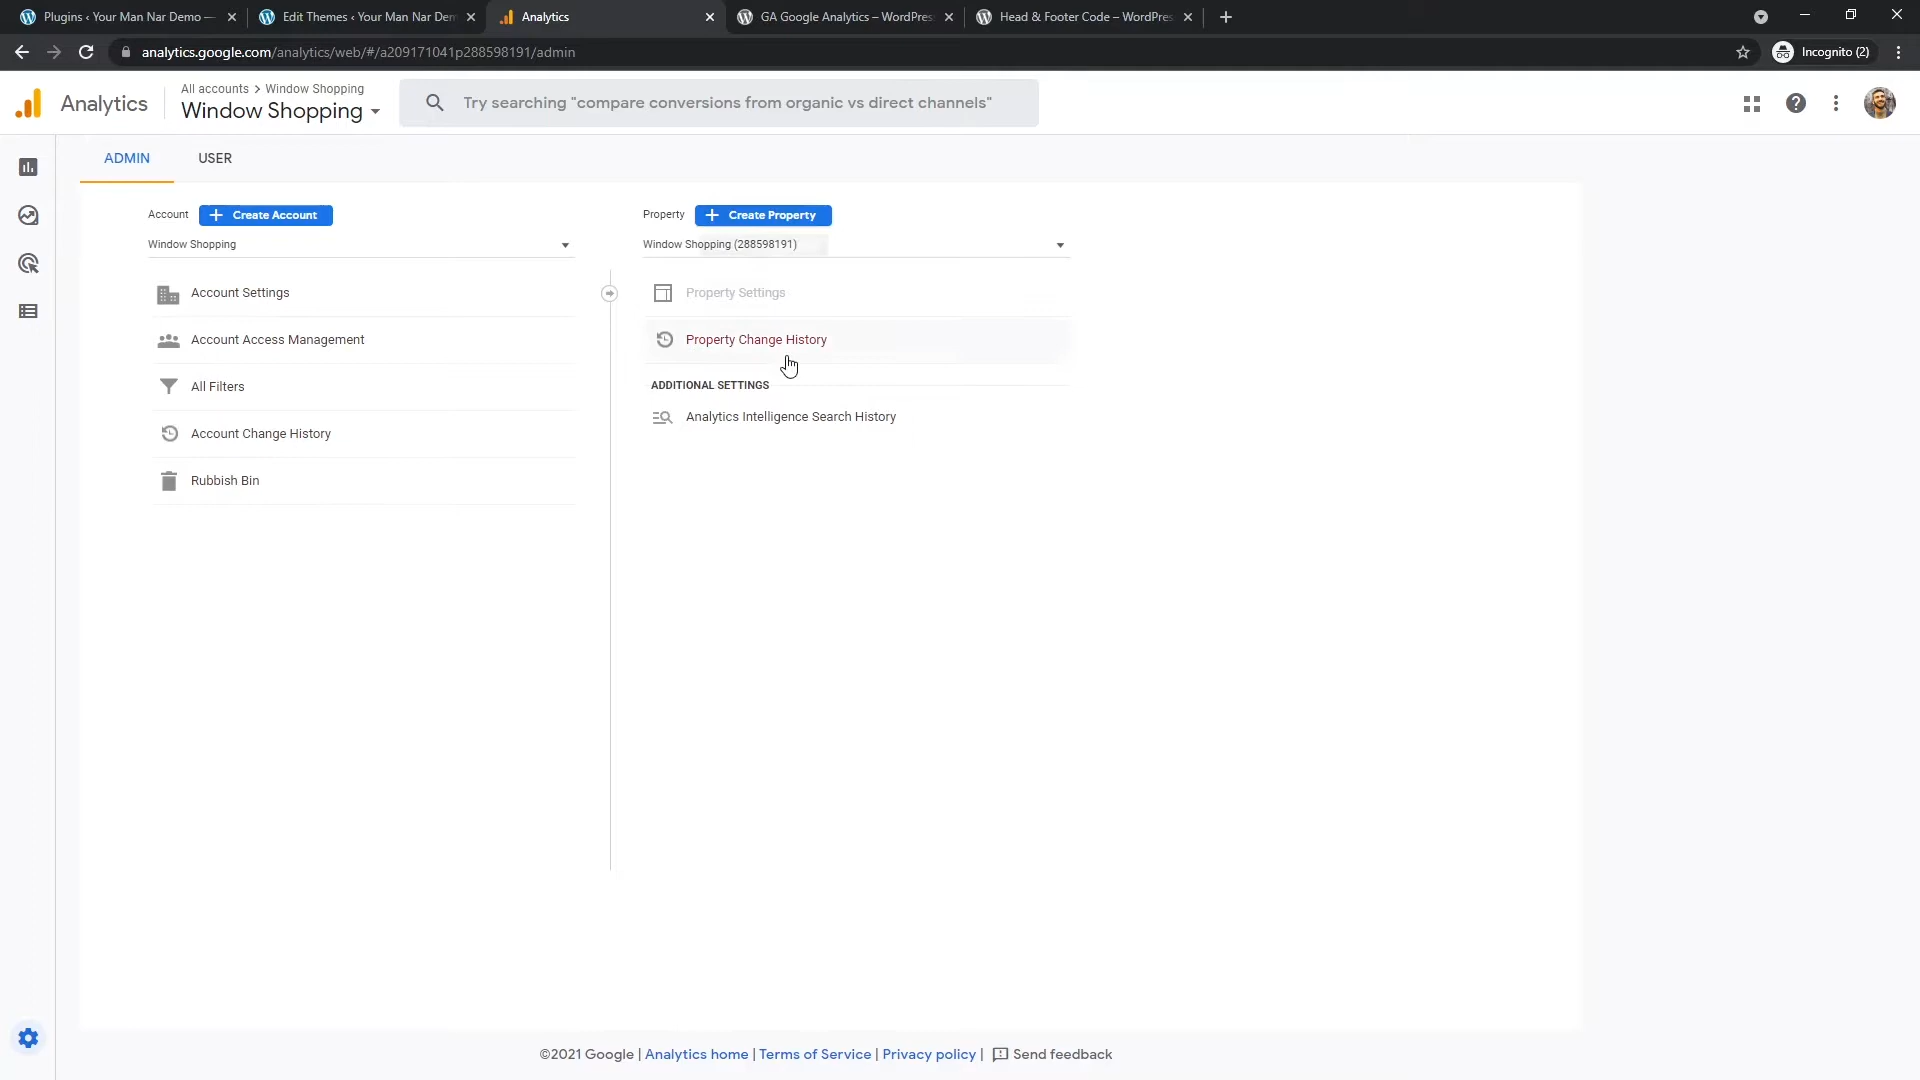 Plugins ‹ Your Man Nar Demo —
Edit Themes ‹ Your Man Nar Dem
Analytics
GA Google Analytics – WordPres
Head & Footer Code – WordPres
analytics.google.com/analytics/web/#/a209171041p288598191/admin
Incognito (2)
Analytics
All accounts > Window Shopping
Window Shopping
Try searching "compare conversions from organic vs direct channels"
ADMIN
USER
Account
Create Account
Window Shopping
Account Settings
Account Access Management
All Filters
Account Change History
Rubbish Bin
Property
Create Property
Window Shopping (288598191)
Property Settings
Property Change History
ADDITIONAL SETTINGS
Analytics Intelligence Search History
©2021 Google | Analytics home | Terms of Service | Privacy policy | Send feedback